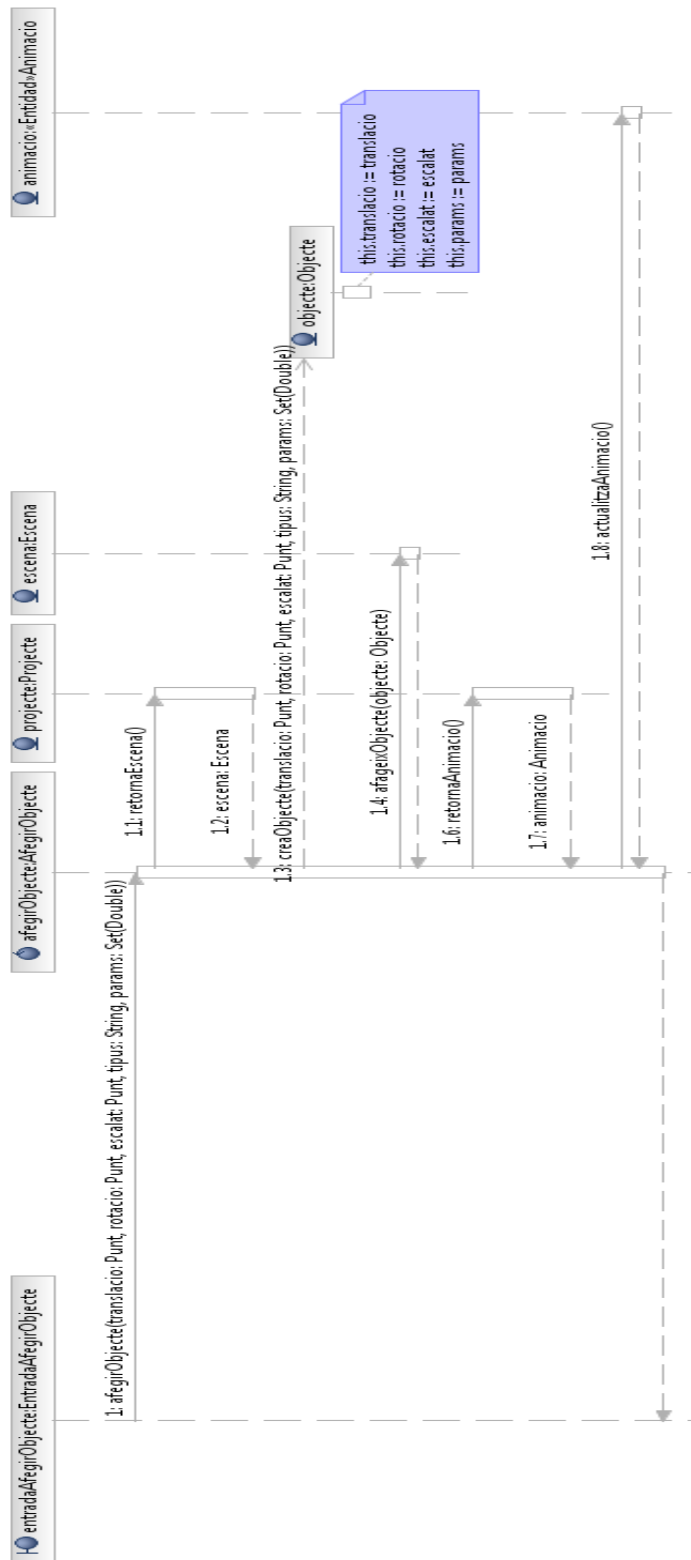 entradaAfegirObjecte:EntradaAfegirObjecte
afegirObjecte:AfegirObjecte
projecte:Projecte
escena:Escena
animacio:«Entidad»Animacio
1: afegirObjecte(translacio: Punt, rotacio: Punt, escalat: Punt, tipus: String, params: Set(Double))
1.1: retornaEscena()
1.2: escena: Escena
1.3: creaObjecte(translacio: Punt, rotacio: Punt, escalat: Punt, tipus: String, params: Set(Double))
objecte:Objecte
this.translacio := translacio
this.rotacio := rotacio
this.escalat := escalat
this.params := params
1.4: afageixObjecte(objecte: Objecte)
1.6: retornaAnimacio()
1.7: animacio: Animacio
1.8: actualitzaAnimacio()